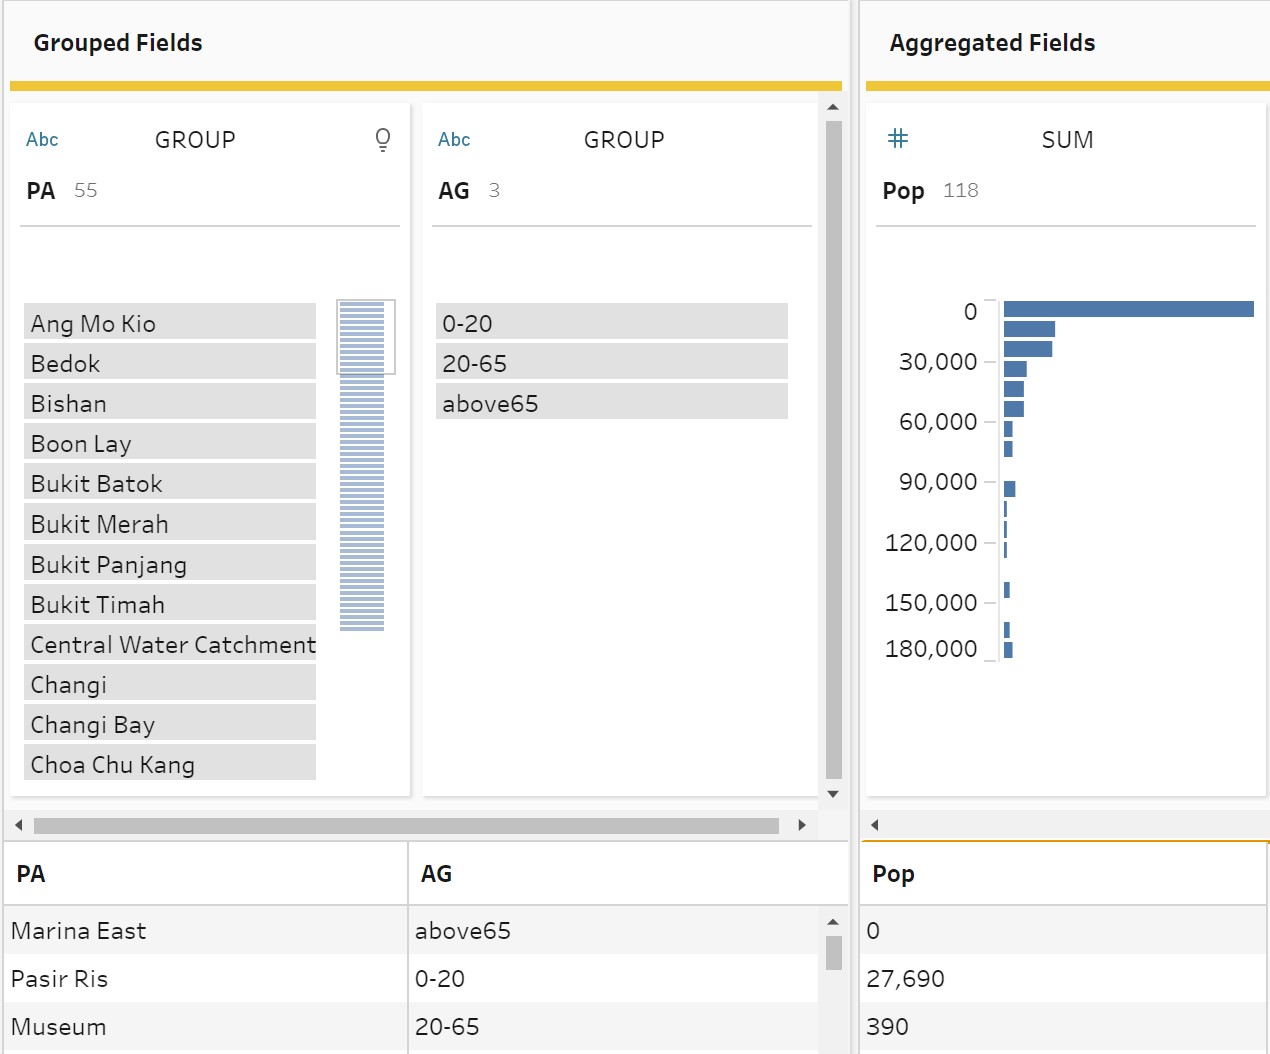 Grouped Fields
Aggregated Fields
Abc GROUP
PA 55
Ang Mo Kio
Bedok
Bishan
Boon Lay
Bukit Batok
Bukit Merah
Bukit Panjang
Bukit Timah
Central Water Catchment
Changi
Changi Bay
Choa Chu Kang
Abc GROUP
AG 3
0-20
20-65
above65
# SUM
Pop 118
0
30,000
60,000
90,000
120,000
150,000
180,000
PA AG Pop
Marina East above65 0
Pasir Ris 0-20 27,690
Museum 20-65 390